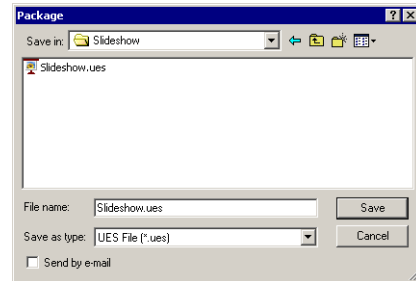 Package
Save in: Slideshow
Slideshow.ues
File name: Slideshow.ues Save
Save as type: UES File (*.ues) Cancel
Send by e-mail